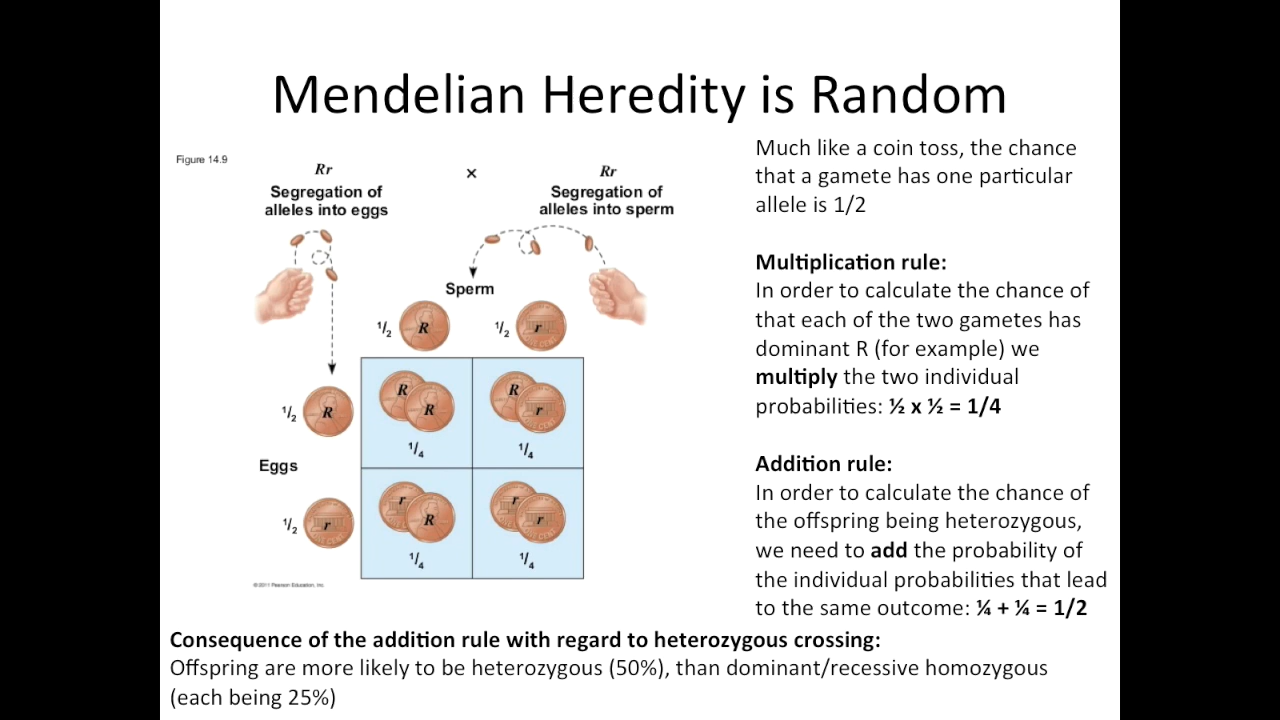 Mendelian Heredity is Random
Figure 14.9
Rr
×
Rr
Segregation of
alleles into eggs
Segregation of
alleles into sperm
Sperm
1/2
R
1/2
r
1/2
R
R
R
R
r
1/4
1/4
Eggs
1/2
r
r
R
r
r
1/4
1/4
© 2011 Pearson Education, Inc.
Much like a coin toss, the chance
that a gamete has one particular
allele is 1/2
Multiplication rule:
In order to calculate the chance of
that each of the two gametes has
dominant R (for example) we
multiply the two individual
probabilities: ½ x ½ = 1/4
Addition rule:
In order to calculate the chance of
the offspring being heterozygous,
we need to add the probability of
the individual probabilities that lead
to the same outcome: ¼ + ¼ = 1/2
Consequence of the addition rule with regard to heterozygous crossing:
Offspring are more likely to be heterozygous (50%), than dominant/recessive homozygous
(each being 25%)